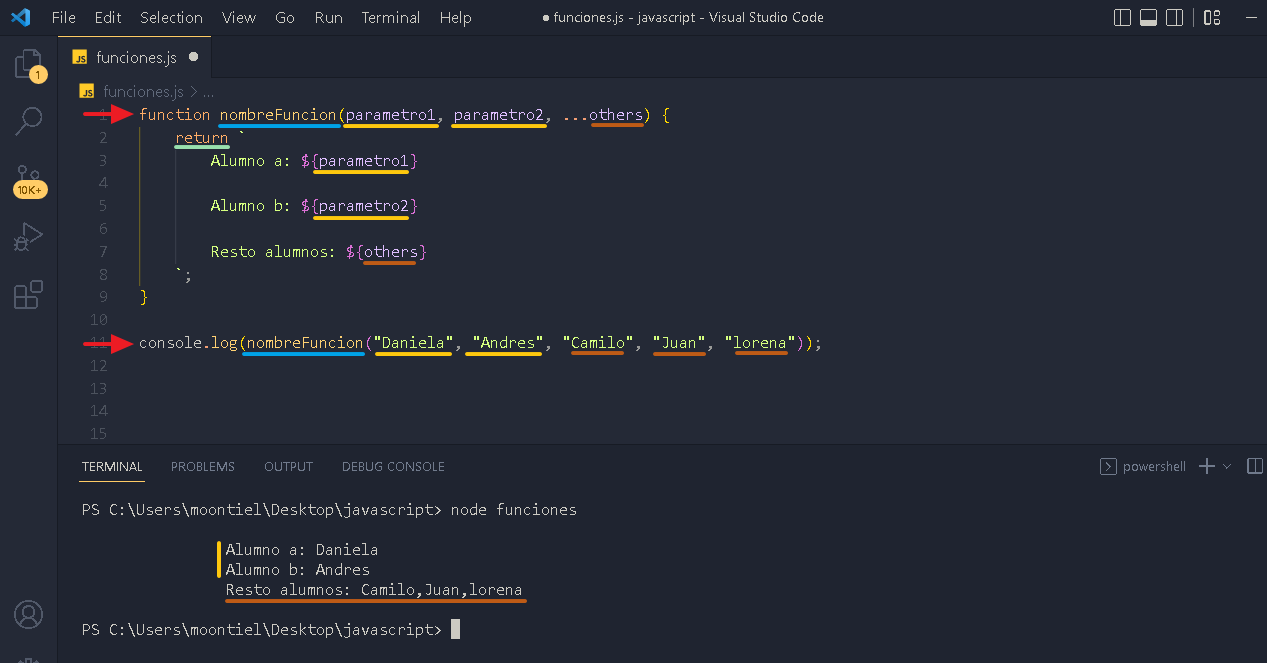 File Edit Selection View Go Run Terminal Help ● funciones.js - javascript - Visual Studio Code
JS funciones.js ●
1
JS funciones.js > ...
1 function nombreFuncion(parametro1, parametro2, ...others) {
2 return `
10K+
3 Alumno a: ${parametro1}
4
5 Alumno b: ${parametro2}
6
7 Resto alumnos: ${others}
8 `;
9 }
10
11 console.log(nombreFuncion("Daniela", "Andres", "Camilo", "Juan", "lorena"));
12
13
14
15
TERMINAL PROBLEMS OUTPUT DEBUG CONSOLE powershell
PS C:\Users\moontiel\Desktop\javascript> node funciones
Alumno a: Daniela
Alumno b: Andres
Resto alumnos: Camilo,Juan,lorena
PS C:\Users\moontiel\Desktop\javascript>